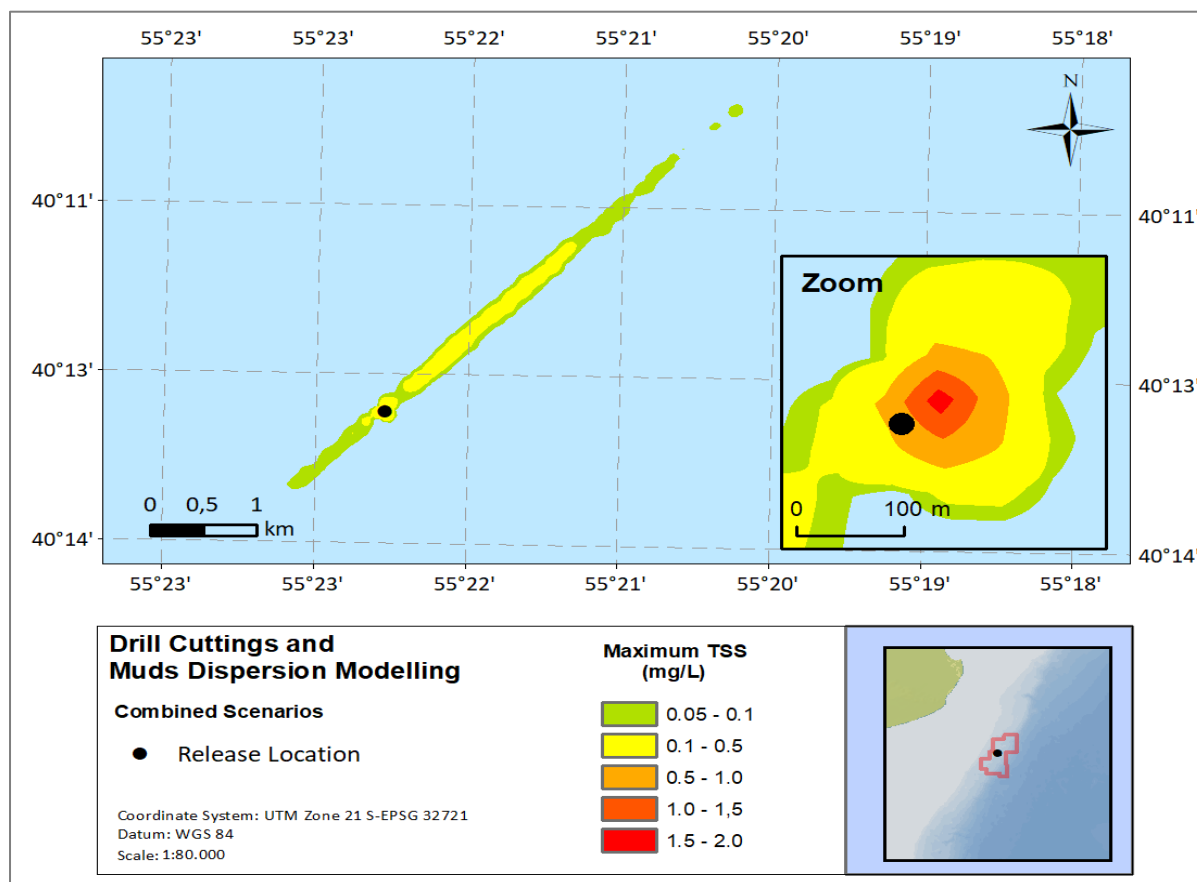 55°23' 55°23' 55°22' 55°21' 55°20' 55°19' 55°18'
N
40°11' 40°11'
Zoom
40°13' 40°13'
0 0,5 1
km
0 100 m
40°14' 40°14'
55°23' 55°23' 55°22' 55°21' 55°20' 55°19' 55°18'
Drill Cuttings and
Muds Dispersion Modelling
Combined Scenarios
Release Location
Coordinate System: UTM Zone 21 S-EPSG 32721
Datum: WGS 84
Scale: 1:80.000
Maximum TSS
(mg/L)
0.05 - 0.1
0.1 - 0.5
0.5 - 1.0
1.0 - 1,5
1.5 - 2.0